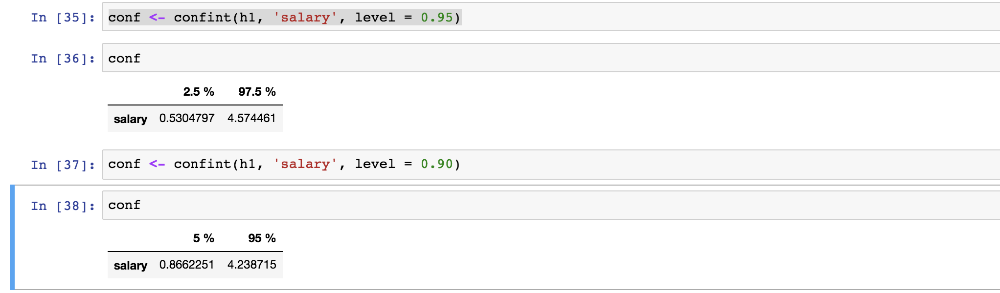 In [35]: conf <- confint(h1, 'salary', level = 0.95)
In [36]: conf
2.5 % 97.5 %
salary 0.5304797 4.574461
In [37]: conf <- confint(h1, 'salary', level = 0.90)
In [38]: conf
5 % 95 %
salary 0.8662251 4.238715